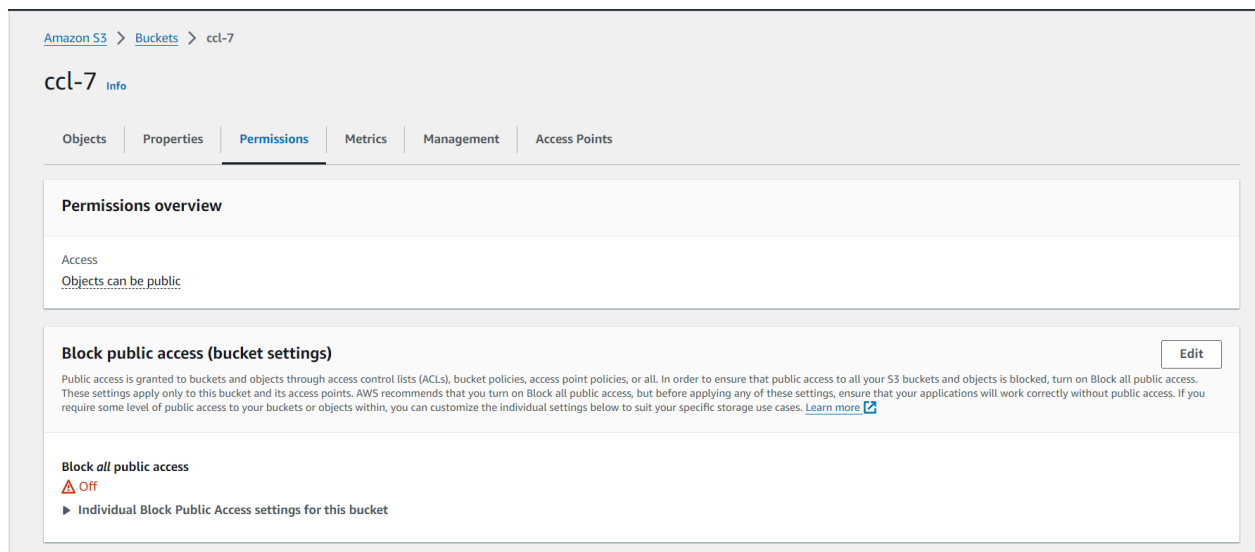 Amazon S3 > Buckets > ccl-7
ccl-7 Info
Objects Properties Permissions Metrics Management Access Points
Permissions overview
Access
Objects can be public
Block public access (bucket settings)
Edit
Public access is granted to buckets and objects through access control lists (ACLs), bucket policies, access point policies, or all. In order to ensure that public access to all your S3 buckets and objects is blocked, turn on Block all public access.
These settings apply only to this bucket and its access points. AWS recommends that you turn on Block all public access, but before applying any of these settings, ensure that your applications will work correctly without public access. If you
require some level of public access to your buckets or objects within, you can customize the individual settings below to suit your specific storage use cases. Learn more
Block all public access
Off
Individual Block Public Access settings for this bucket